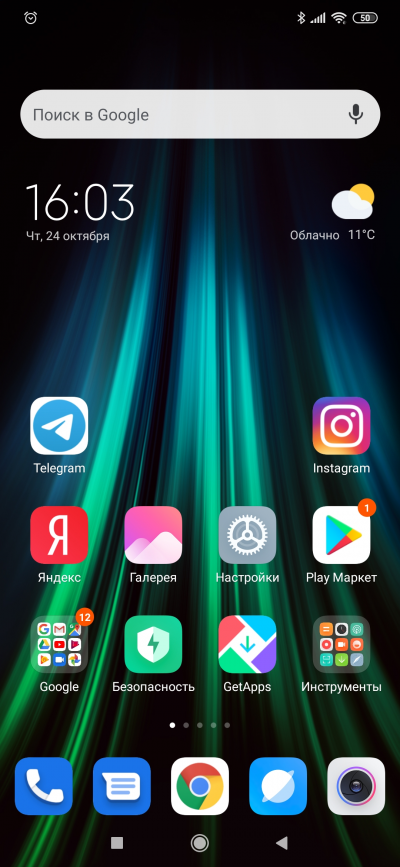 50
Поиск в Google
16:03
Чт, 24 октября
Облачно 11°C
Telegram
Instagram
Я
1
Яндекс
Галерея
Настройки
Play Маркет
12
Google
Безопасность
GetApps
Инструменты